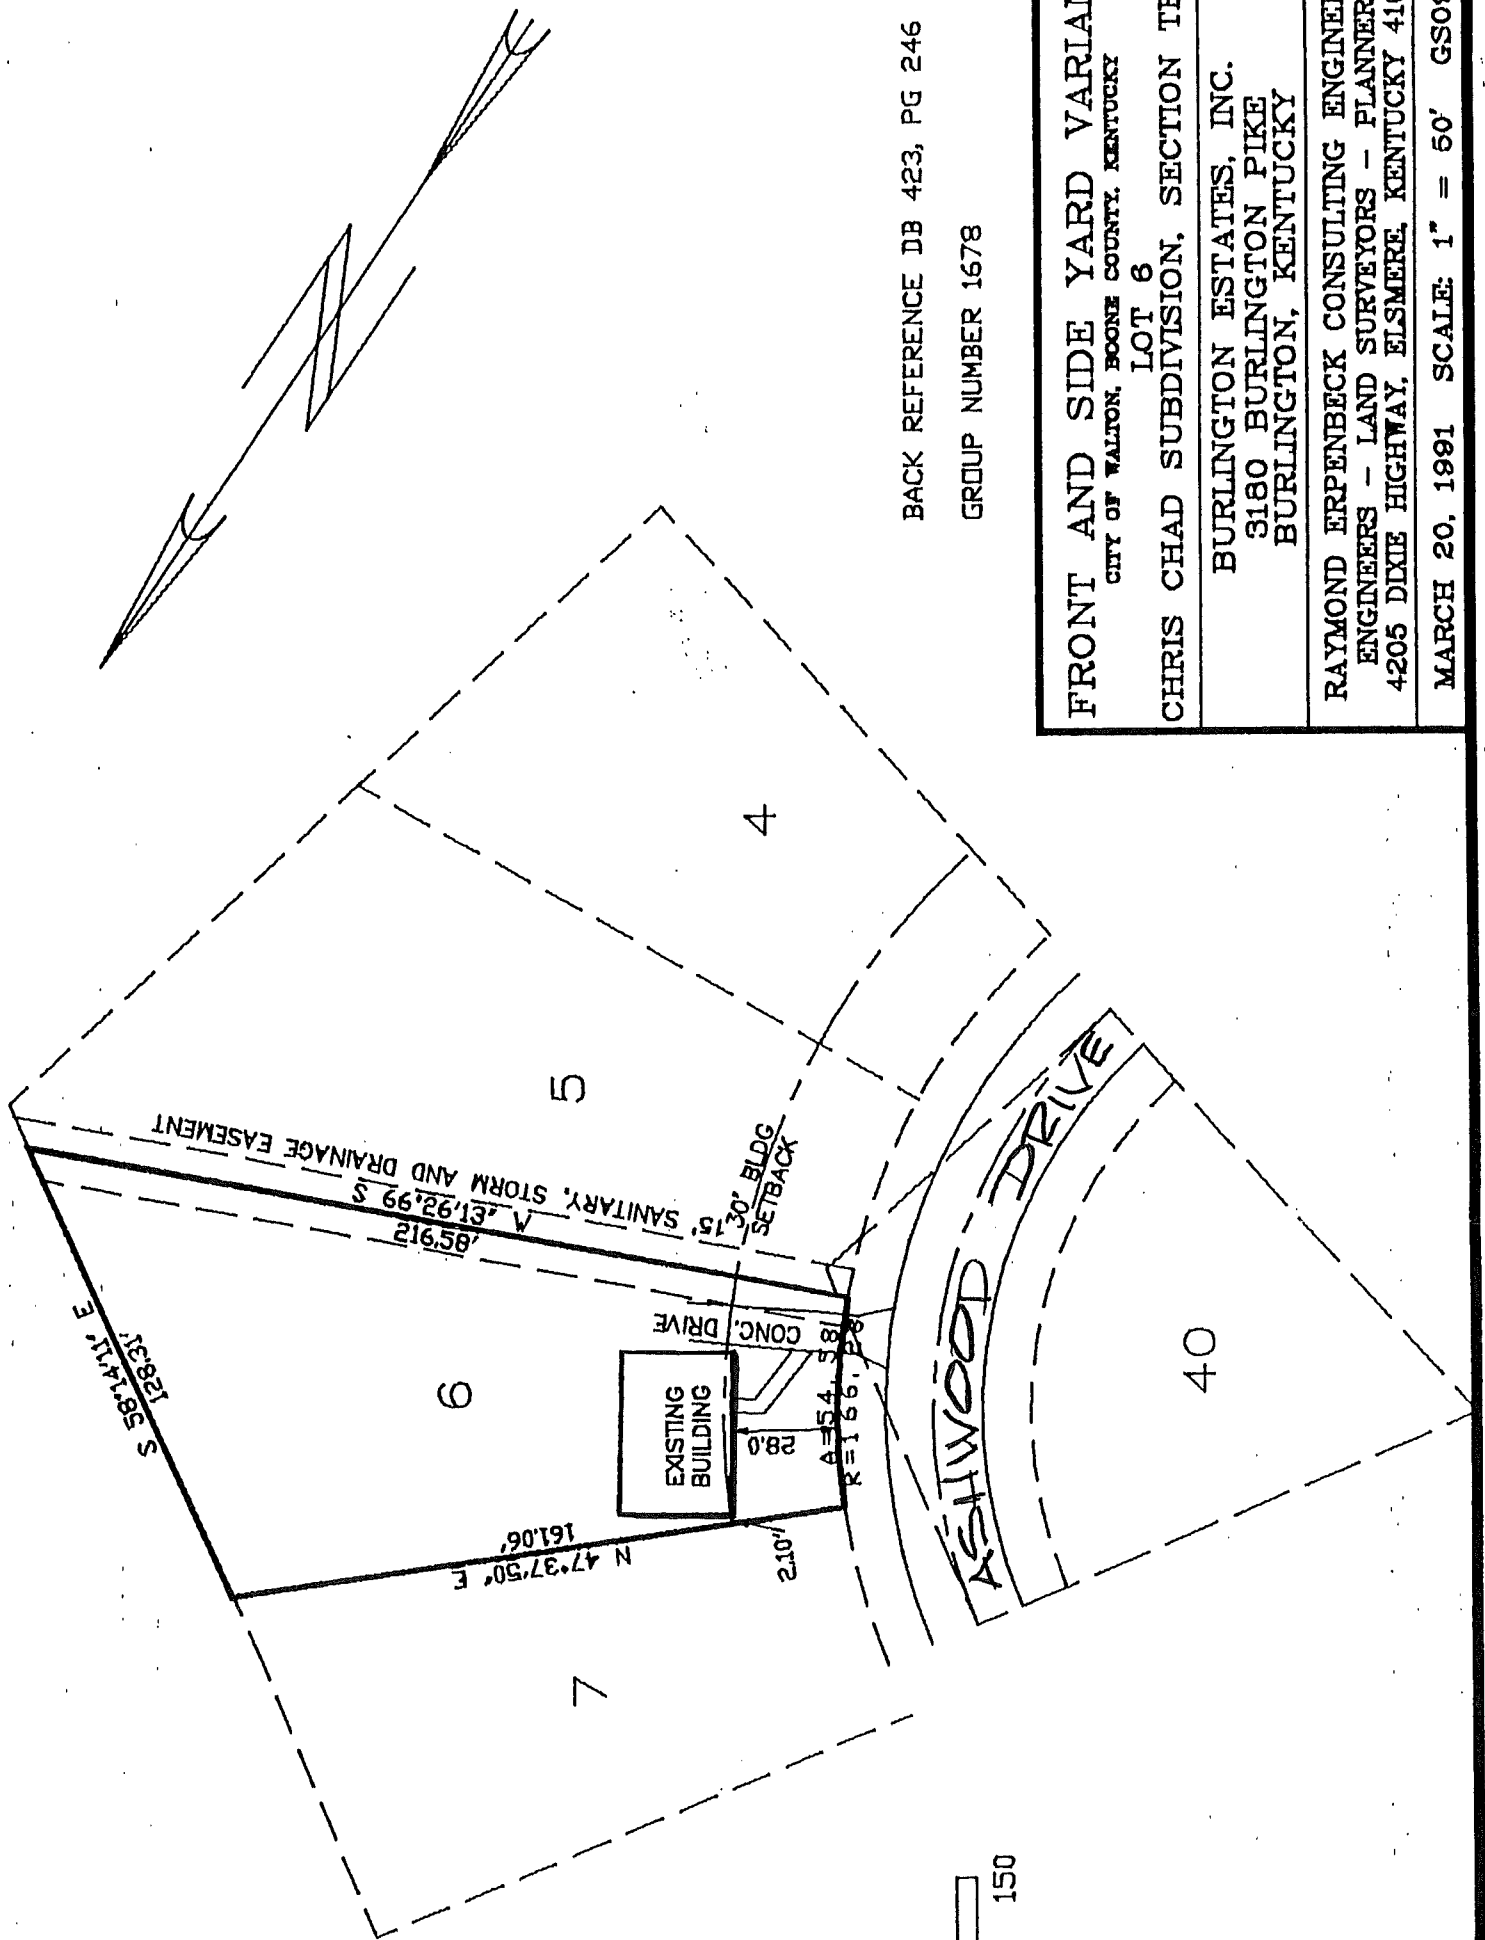 BACK REFERENCE DB 423, PG 246
GROUP NUMBER 1678
FRONT AND SIDE YARD VARIAN
CITY OF WALTON, BOONE COUNTY, KENTUCKY
LOT 6
CHRIS CHAD SUBDIVISION, SECTION
BURLINGTON ESTATES, INC.
3180 BURLINGTON PIKE
BURLINGTON, KENTUCKY
RAYMOND ERPENBECK CONSULTING ENGINEE
ENGINEERS - LAND SURVEYORS - PLANNER
4205 DIXIE HIGHWAY, ELSMERE, KENTUCKY 410
MARCH 20, 1991 SCALE: 1" = 50' GS09
4
5
6
7
40
S 58°14'11" E
128.31'
15' SANITARY, STORM AND DRAINAGE EASEMENT
S 66°26'13" W
216.58'
30' BLDG
SETBACK
CONC. DRIVE
EXISTING
BUILDING
28.0
N 47°37'50" E
161.06'
2.10'
ASHWOOD DRIVE
150